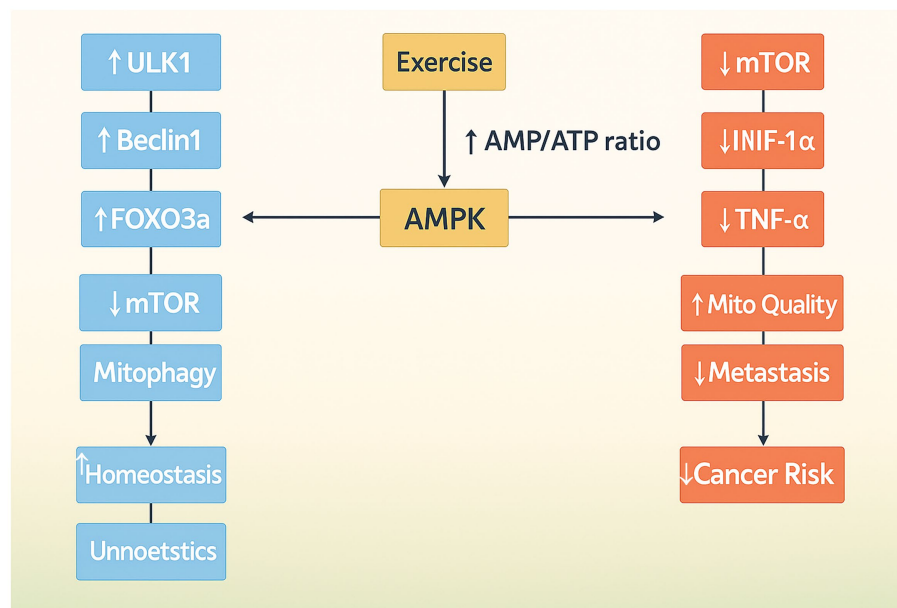 ↑ULK1
↑Beclin1
↑FOXO3a
↓mTOR
Mitophagy
↑Homeostasis
Unnoetstics
Exercise
↑ AMP/ATP ratio
AMPK
↓mTOR
↓INIF-1α
↓TNF-α
↑Mito Quality
↓Metastasis
↓Cancer Risk